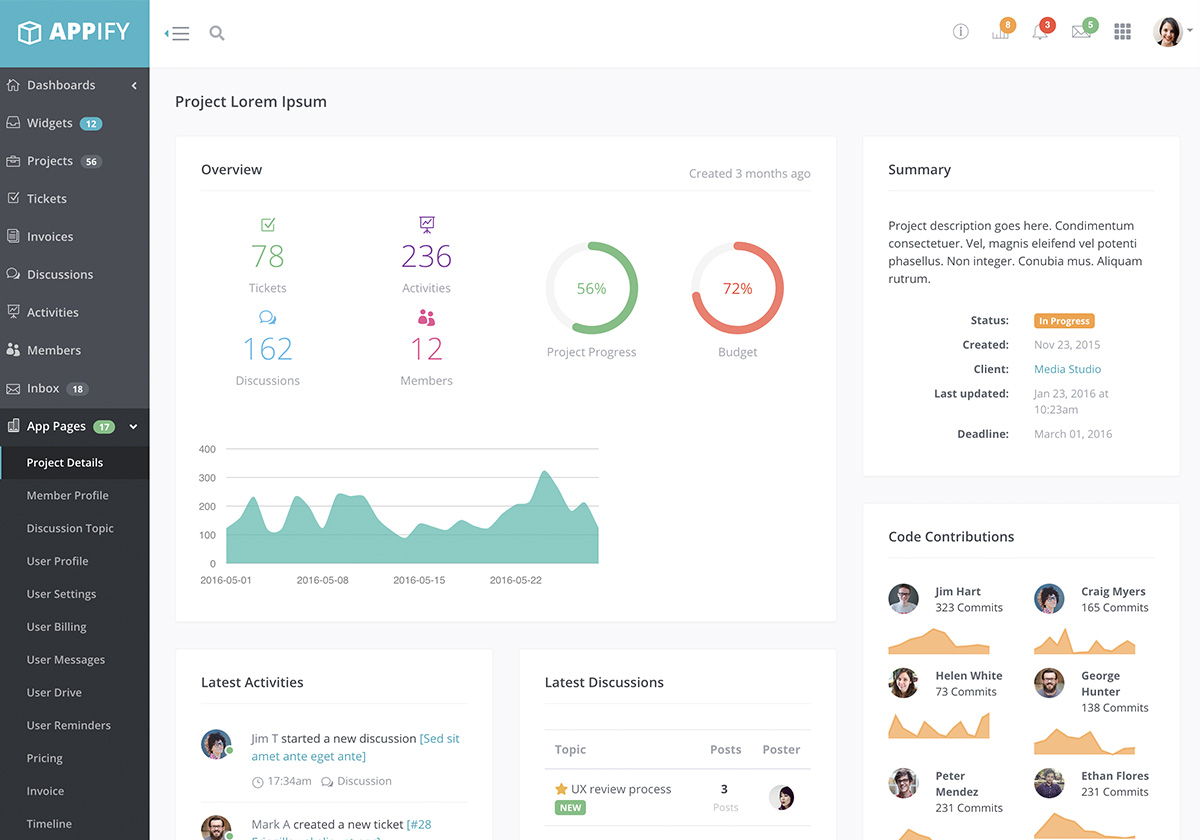 APPIFY
8
3
5
Dashboards
Widgets 12
Projects 56
Tickets
Invoices
Discussions
Activities
Members
Inbox 18
App Pages 17
Project Details
Member Profile
Discussion Topic
User Profile
User Settings
User Billing
User Messages
User Drive
User Reminders
Pricing
Invoice
Timeline
Project Lorem Ipsum
Overview
Created 3 months ago
78
Tickets
236
Activities
162
Discussions
12
Members
56%
Project Progress
72%
Budget
400
300
200
100
0
2016-05-01
2016-05-08
2016-05-15
2016-05-22
Summary
Project description goes here. Condimentum
consectetuer. Vel, magnis eleifend vel potenti
phasellus. Non integer. Conubia mus. Aliquam
rutrum.
Status: In Progress
Created: Nov 23, 2015
Client: Media Studio
Last updated: Jan 23, 2016 at
10:23am
Deadline: March 01, 2016
Code Contributions
Jim Hart
323 Commits
Craig Myers
165 Commits
Helen White
73 Commits
George
Hunter
138 Commits
Peter
Mendez
231 Commits
Ethan Flores
231 Commits
Latest Activities
Jim T started a new discussion [Sed sit
amet ante eget ante]
17:34am Discussion
Mark A created a new ticket [#28
Latest Discussions
Topic Posts Poster
UX review process
NEW
3
Posts